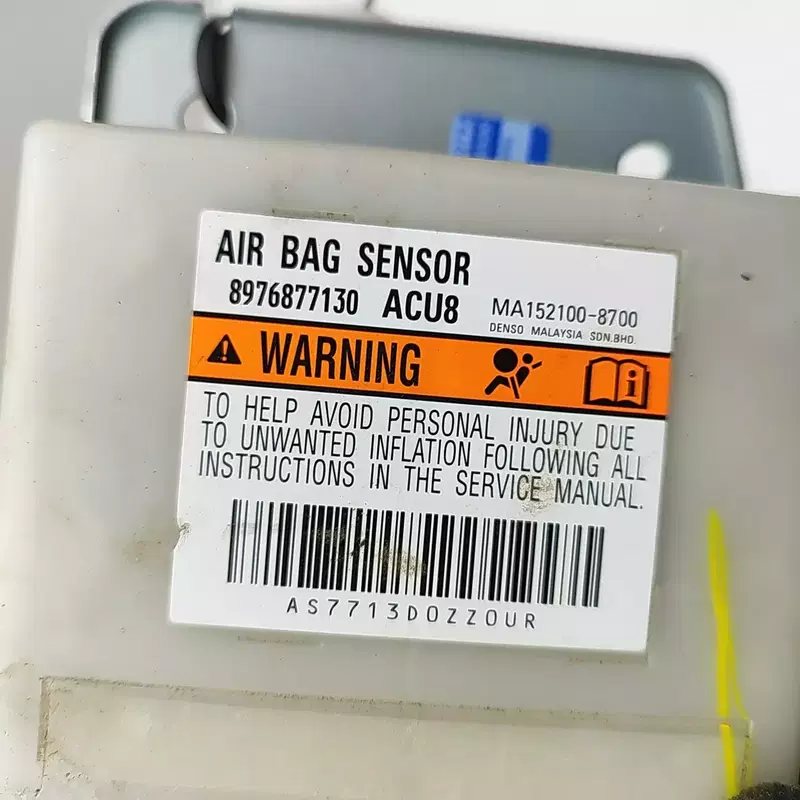 AIR BAG SENSOR
8976877130 ACU8 MA152100-8700
DENSO MALAYSIA SDN.BHD.
WARNING
TO HELP AVOID PERSONAL INJURY DUE
TO UNWANTED INFLATION FOLLOWING ALL
INSTRUCTIONS IN THE SERVICE MANUAL.
AS7713D0ZZ0UR